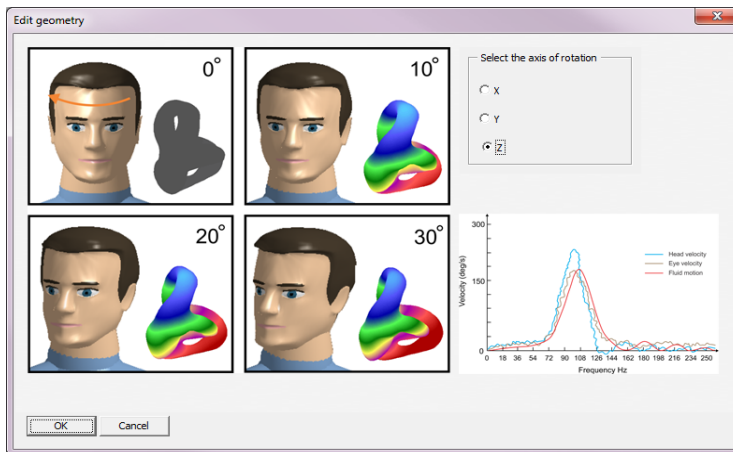 Edit geometry
0°
10°
Select the axis of rotation
X
Y
Z
20°
30°
300
150
0
Velocity (deg/s)
Head velocity
Eye velocity
Fluid motion
0 18 36 54 72 90 108 126 144 162 180 198 216 234 250
Frequency Hz
OK
Cancel